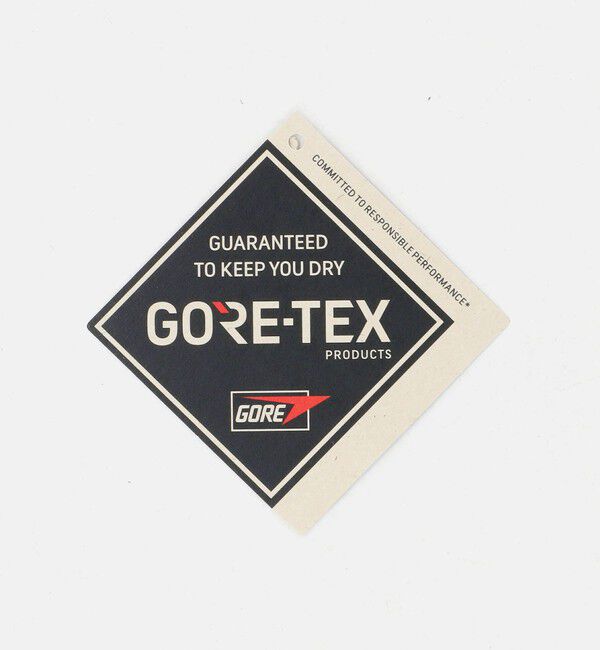 COMMITTED TO RESPONSIBLE PERFORMANCE*
GUARANTEED
TO KEEP YOU DRY
GORE-TEX
PRODUCTS
GORE